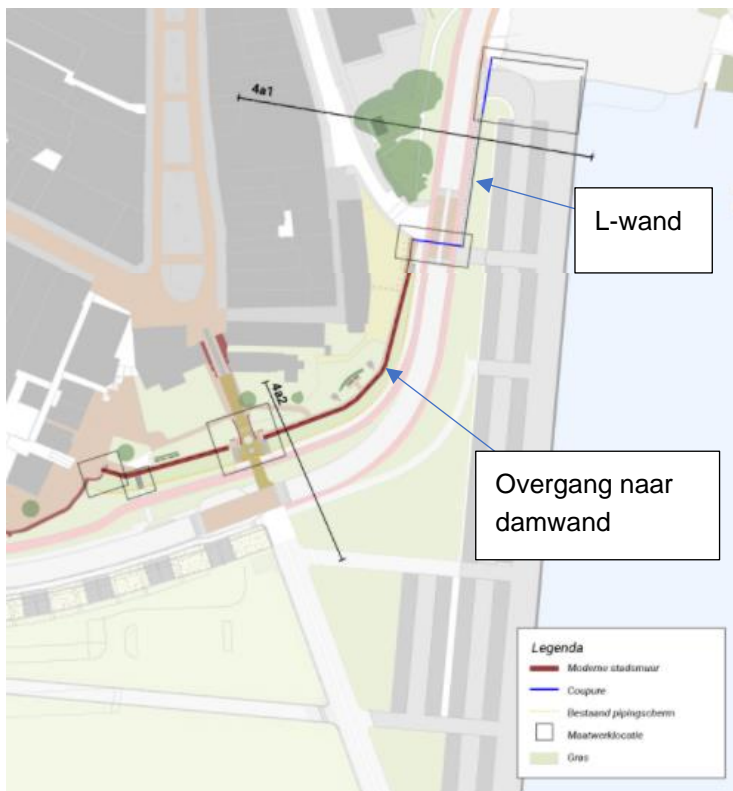 4a1
L-wand
4a2
Overgang naar
damwand
Legenda
Moderne stadsmuur
Coupure
Bestaand pipingscherm
Maatwerklocatie
Gras